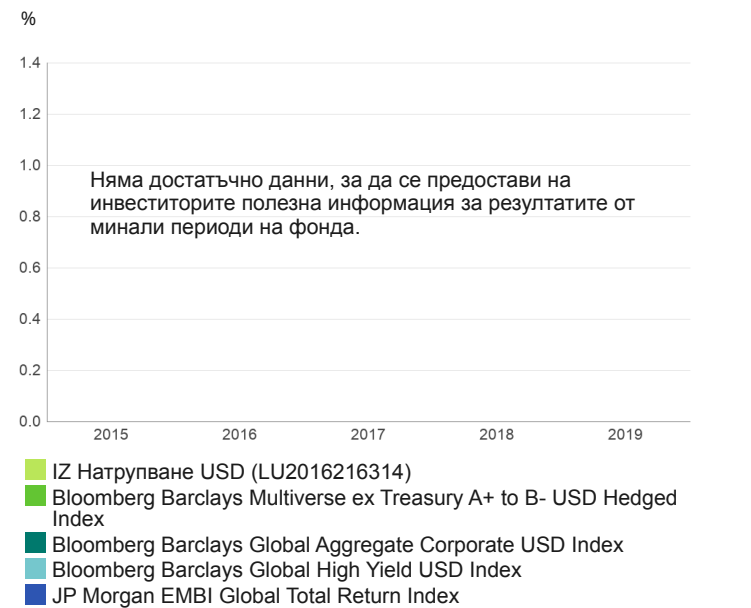 %
1.4
1.2
1.0
Няма достатъчно данни, за да се предостави на
инвеститорите полезна информация за резултатите от
0.8
минали периоди на фонда.
0.6
0.4
0.2
0.0
2015 2016 2017 2018 2019
IZ Натрупване USD (LU2016216314)
Bloomberg Barclays Multiverse ex Treasury A+ to B- USD Hedged
Index
Bloomberg Barclays Global Aggregate Corporate USD Index
Bloomberg Barclays Global High Yield USD Index
JP Morgan EMBI Global Total Return Index